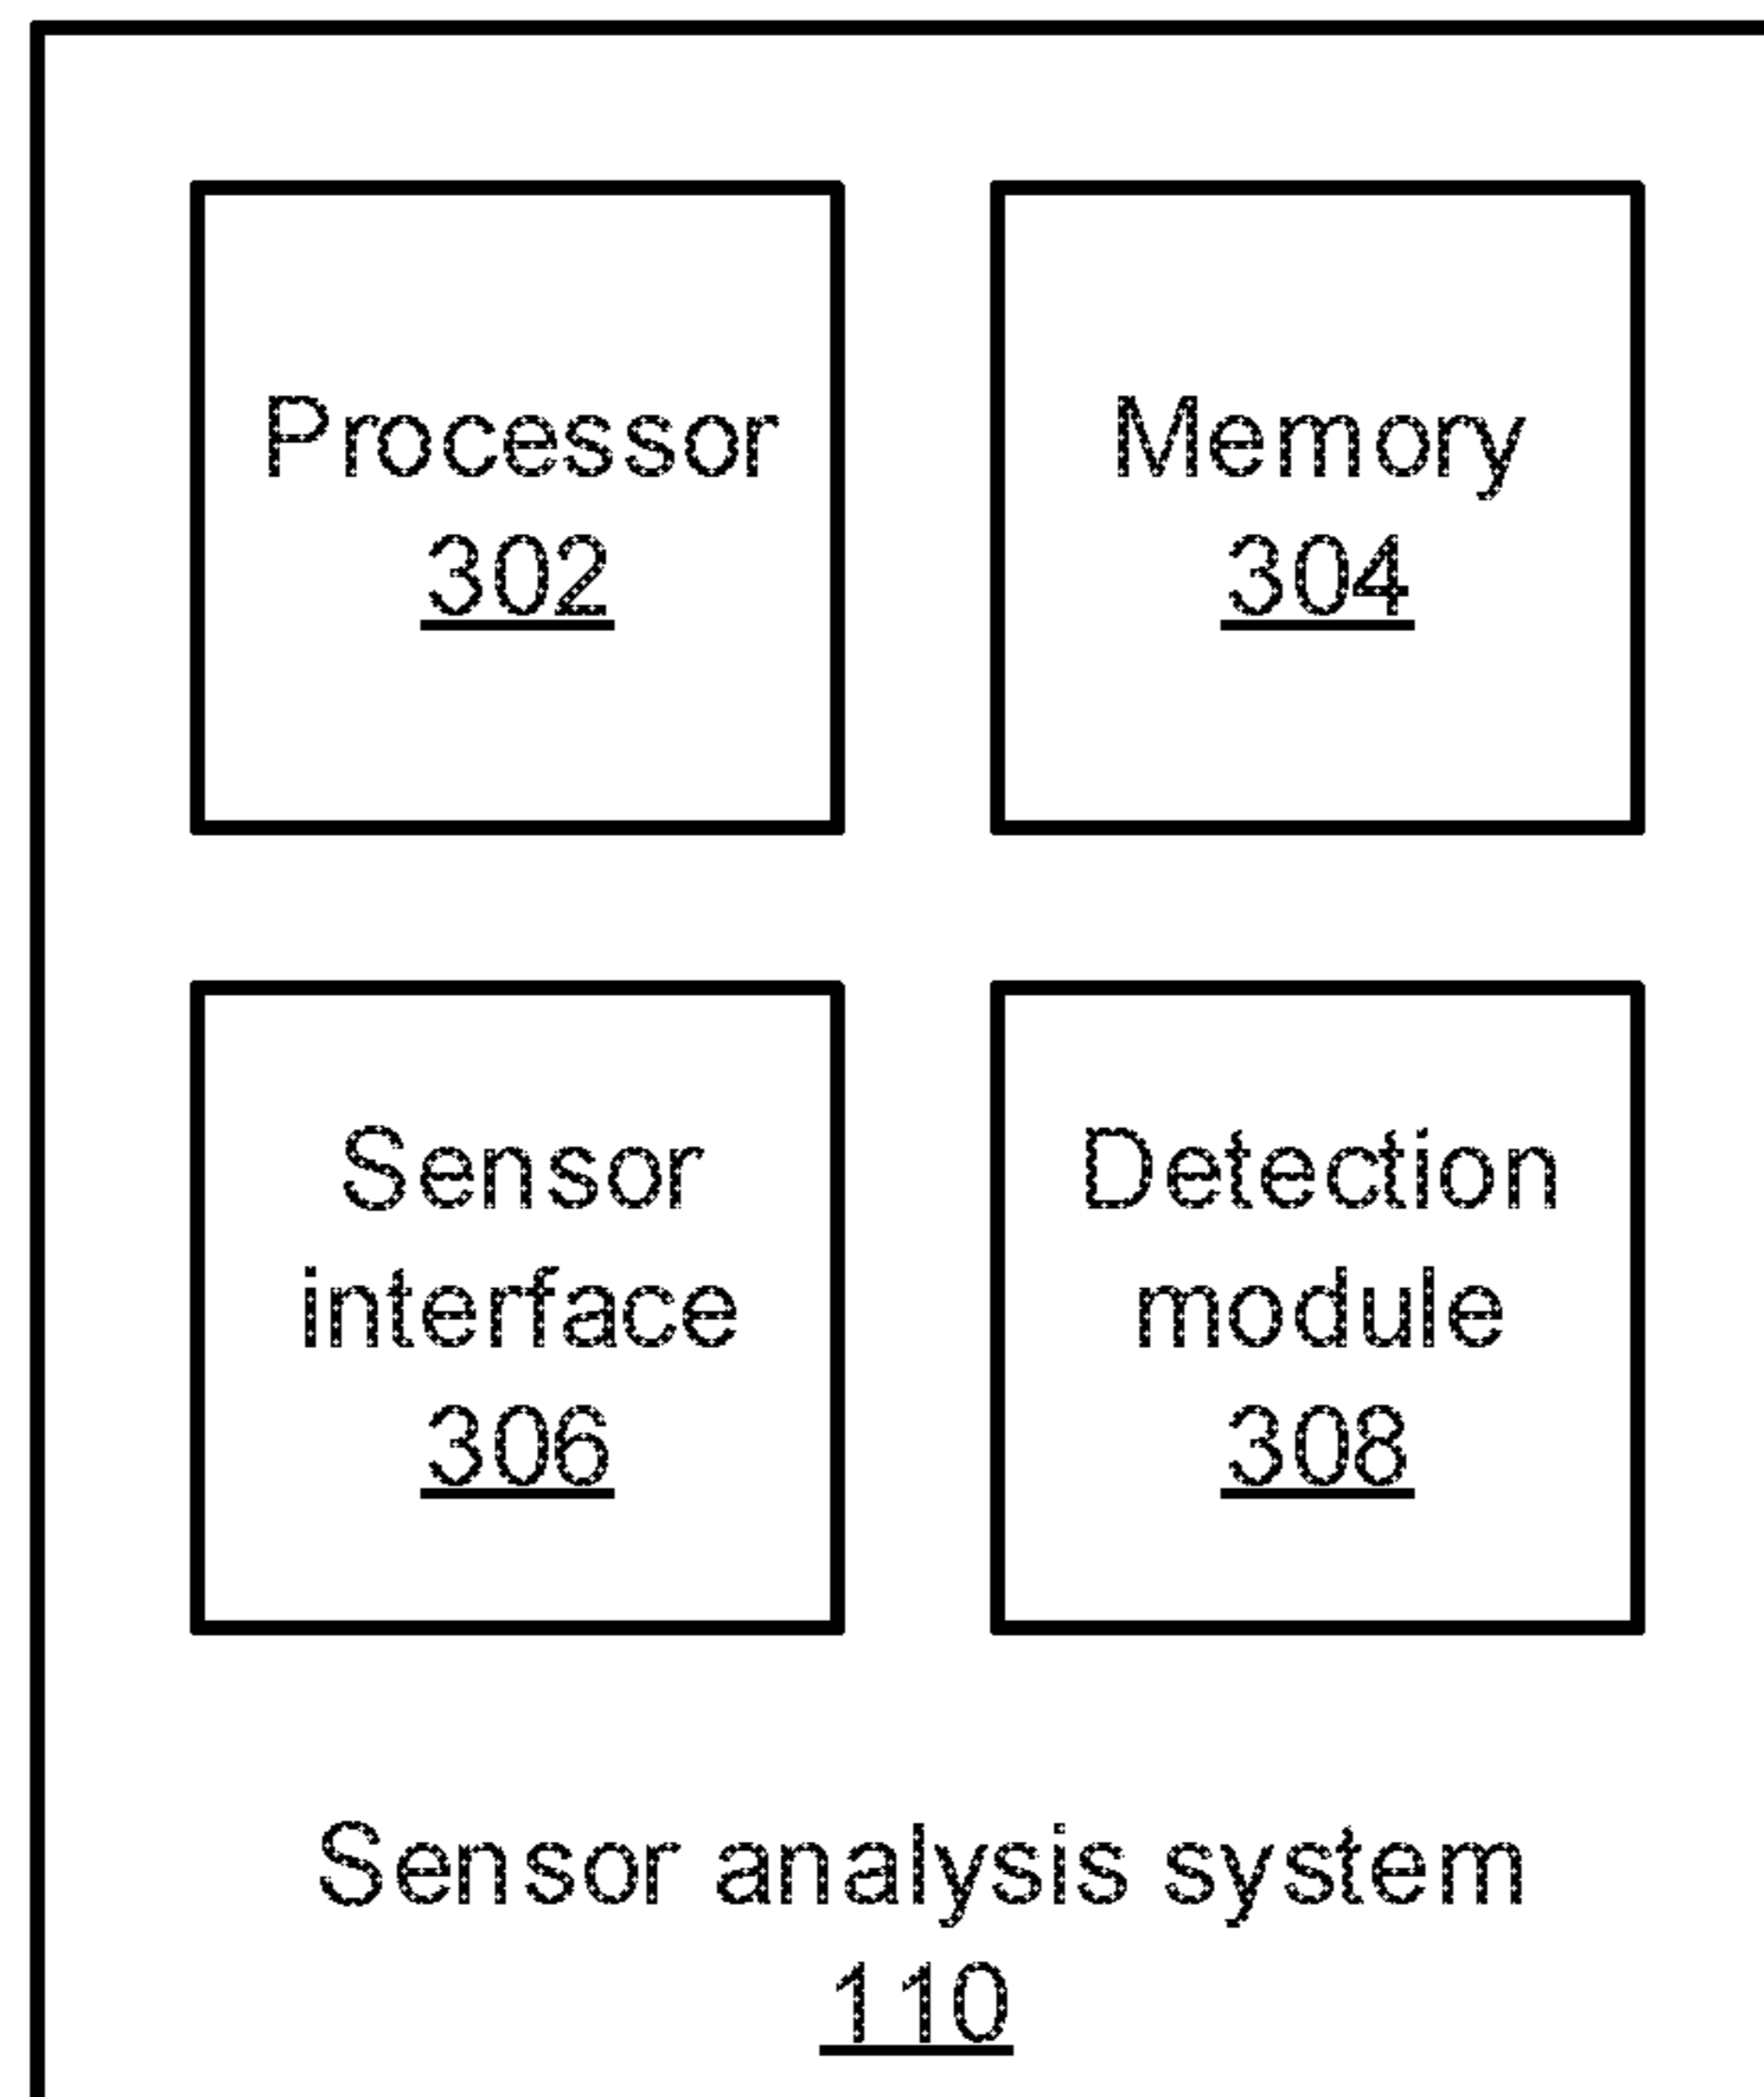 Processor
302
Memory
304
Sensor
interface
306
Detection
module
308
Sensor analysis system
110